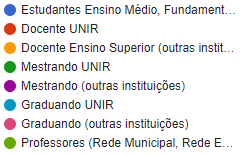 Estudantes Ensino Médio, Fundament…
Docente UNIR
Docente Ensino Superior (outras instit…
Mestrando UNIR
Mestrando (outras instituições)
Graduando UNIR
Graduando (outras instituições)
Professores (Rede Municipal, Rede E…